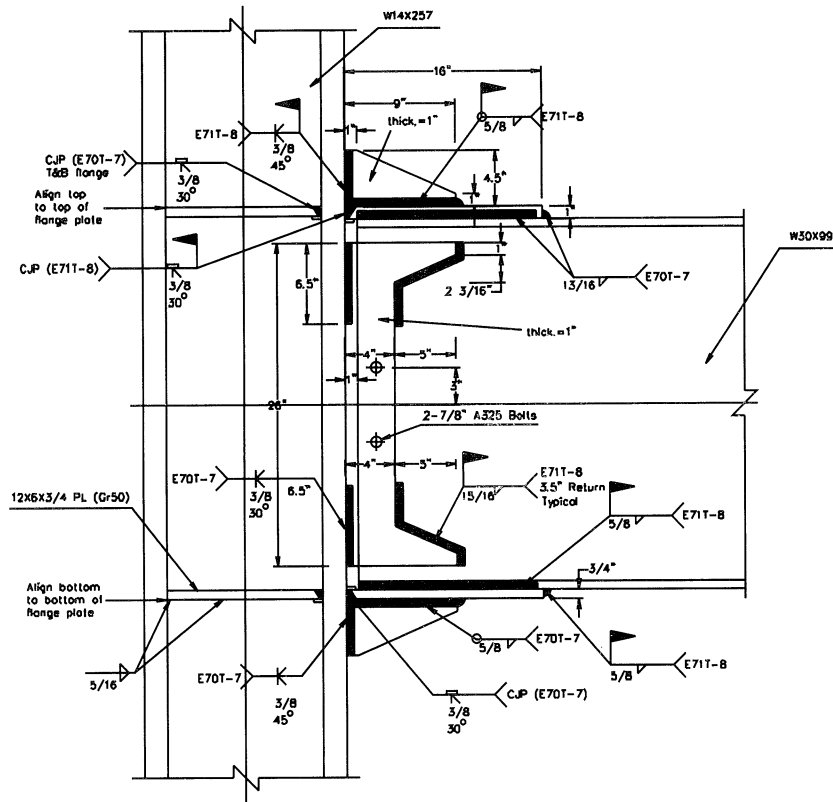 W14X257
16"
9"
thick.=1"
1"
E71T-8
3/8
45°
5/8
E71T-8
CJP (E70T-7)
T&B flange
3/8
30°
4.5"
1"
1"
Align top
to top of
flange plate
W30X99
CJP (E71T-8)
3/8
30°
6.5"
1"
2 3/16"
13/16
E70T-7
thick.=1"
4"
5"
1"
3"
26"
2-7/8" A325 Bolts
4"
5"
E70T-7
3/8
30°
6.5"
15/16
E71T-8
3.5" Return
Typical
12X6X3/4 PL (Gr50)
5/8
E71T-8
3/4"
Align bottom
to bottom of
flange plate
5/8
E70T-7
5/16
E70T-7
3/8
45°
5/8
E71T-8
3/8
30°
CJP (E70T-7)